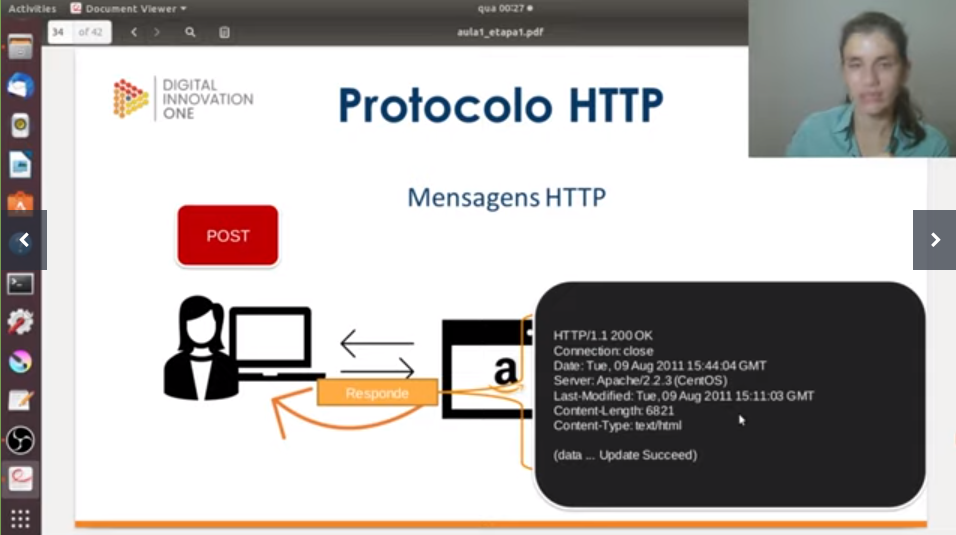 Activities
Document Viewer
qua 00:27
34 of 42
aula1_etapa1.pdf
DIGITAL
INNOVATION
ONE
Protocolo HTTP
Mensagens HTTP
POST
a
Responde
HTTP/1.1 200 OK
Connection: close
Date: Tue, 09 Aug 2011 15:44:04 GMT
Server: Apache/2.2.3 (CentOS)
Last-Modified: Tue, 09 Aug 2011 15:11:03 GMT
Content-Length: 6821
Content-Type: text/html
(data ... Update Succeed)